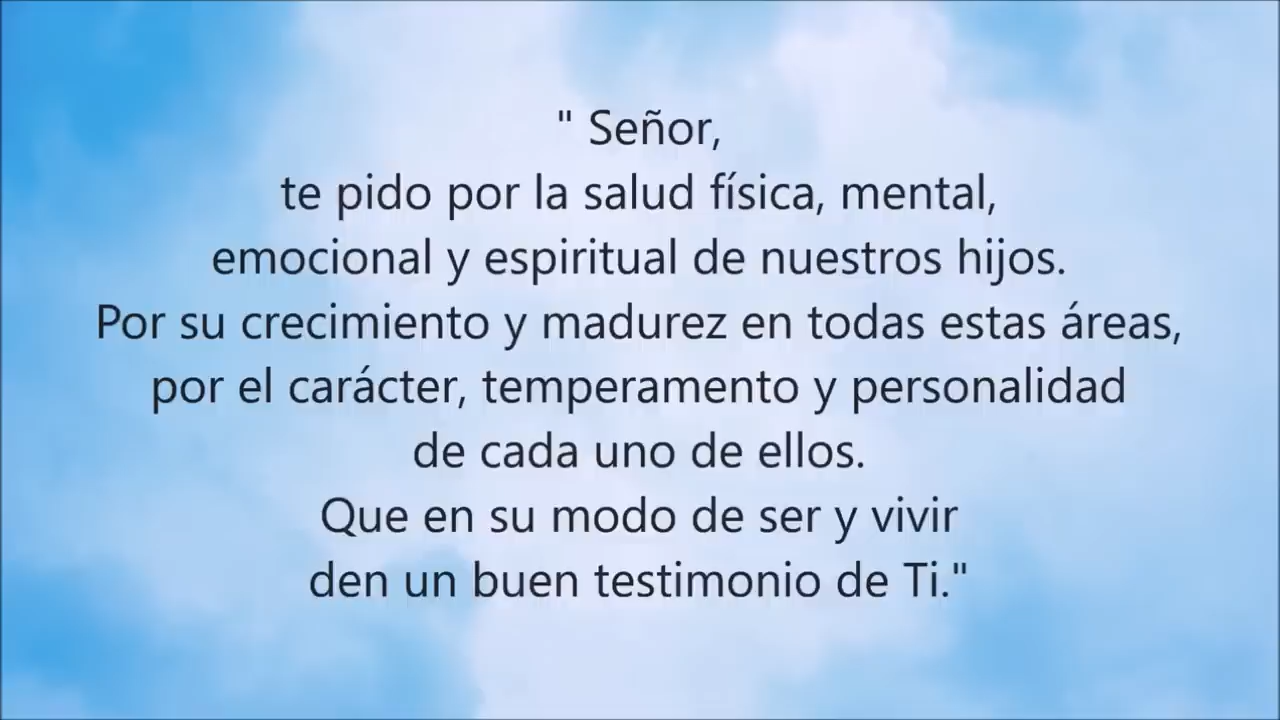 " Señor,
te pido por la salud física, mental,
emocional y espiritual de nuestros hijos.
Por su crecimiento y madurez en todas estas áreas,
por el carácter, temperamento y personalidad
de cada uno de ellos.
Que en su modo de ser y vivir
den un buen testimonio de Ti."